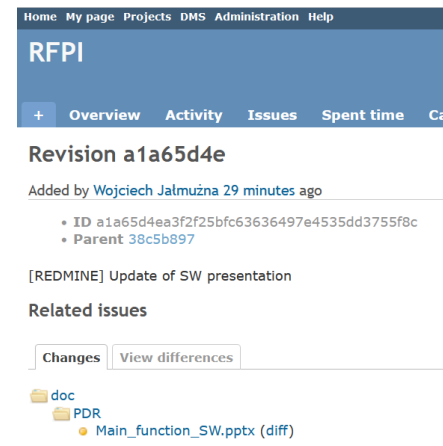 Home My page Projects DMS Administration Help
RFPI
+ Overview Activity Issues Spent time
Revision a1a65d4e
Added by Wojciech Jałmużna 29 minutes ago
ID a1a65d4ea3f2f25bfc63636497e4535dd3755f8c
Parent 38c5b897
[REDMINE] Update of SW presentation
Related issues
Changes View differences
doc
PDR
Main_function_SW.pptx (diff)